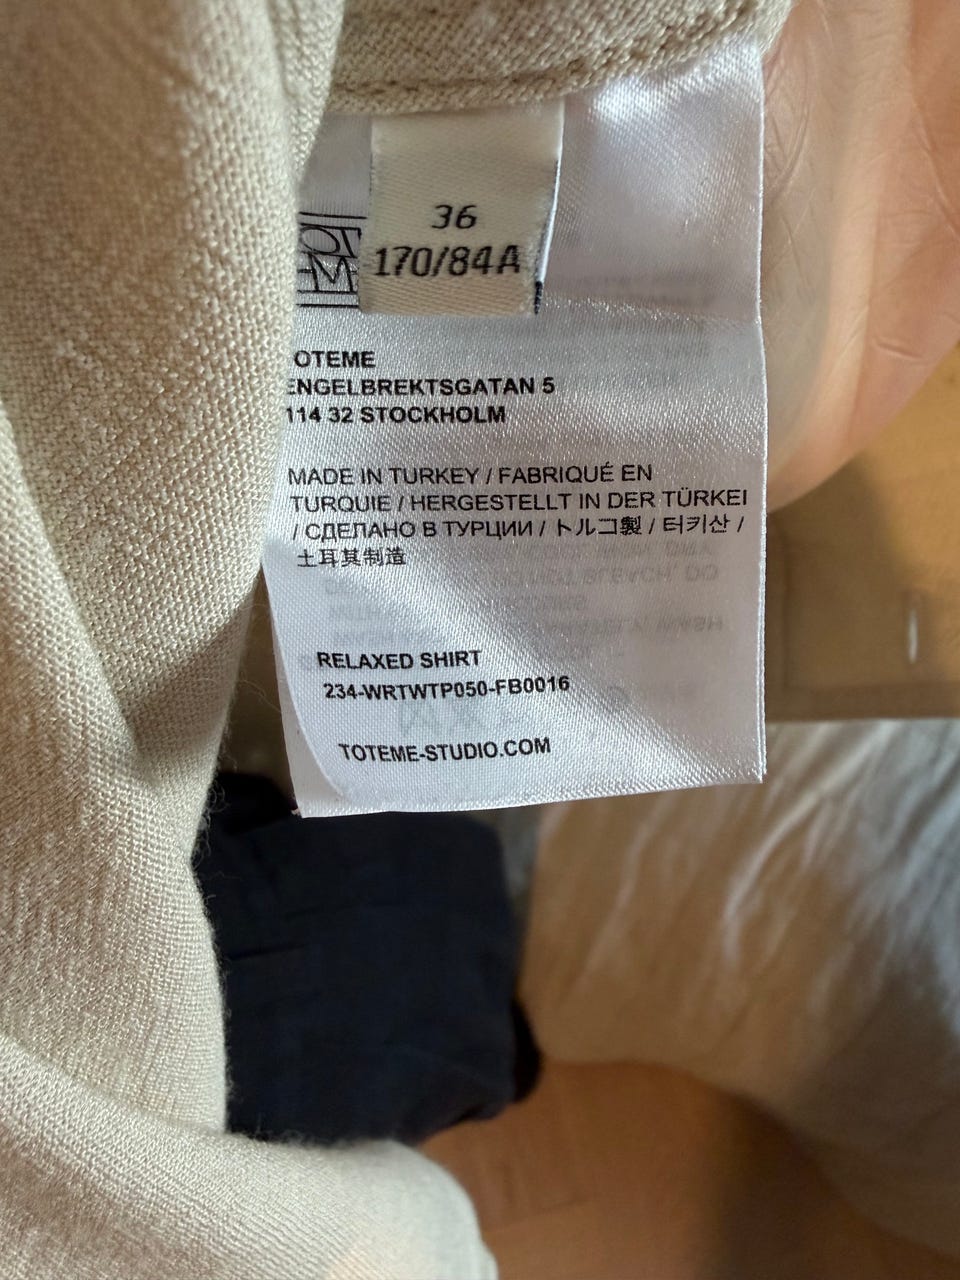 36
170/84A
OTEME
ENGELBREKTSGATAN 5
114 32 STOCKHOLM
MADE IN TURKEY / FABRIQUÉ EN
TURQUIE / HERGESTELLT IN DER TÜRKEI
/ СДЕЛАНО В ТУРЦИИ / トルコ製 / 터키산 /
土耳其制造
RELAXED SHIRT
234-WRTWTP050-FB0016
TOTEME-STUDIO.COM